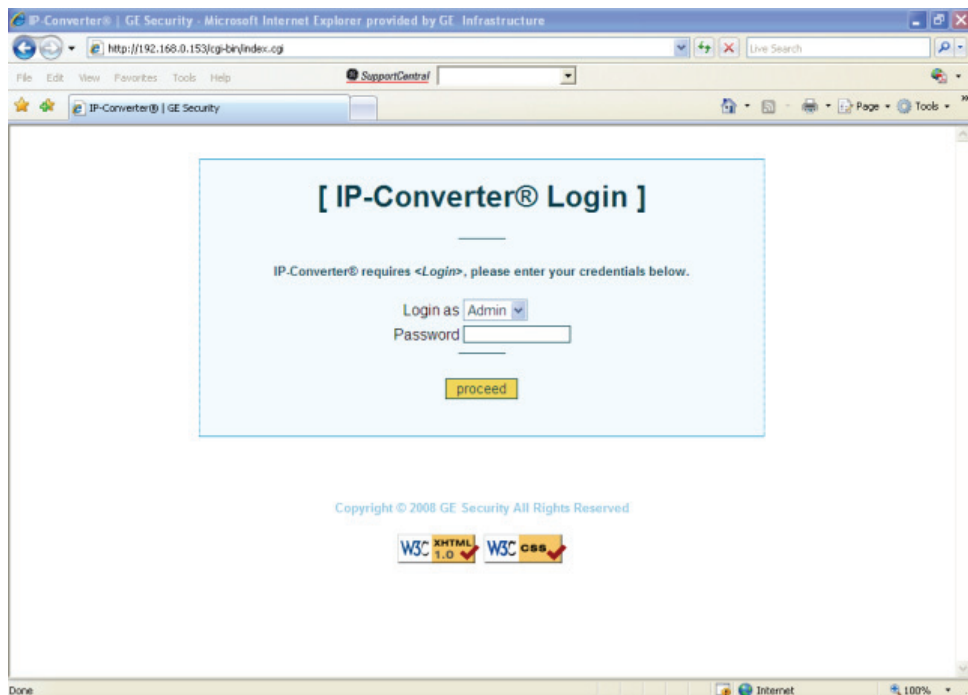 IP-Converter® | GE Security - Microsoft Internet Explorer provided by GE Infrastructure
http://192.168.0.153/cgi-bin/index.cgi
Live Search
File Edit View Favorites Tools Help
SupportCentral
IP-Converter® | GE Security
Page
Tools
[ IP-Converter® Login ]
IP-Converter® requires <Login>, please enter your credentials below.
Login as Admin
Password
proceed
Copyright © 2008 GE Security All Rights Reserved
W3C XHTML 1.0
W3C css
Done
Internet
100%